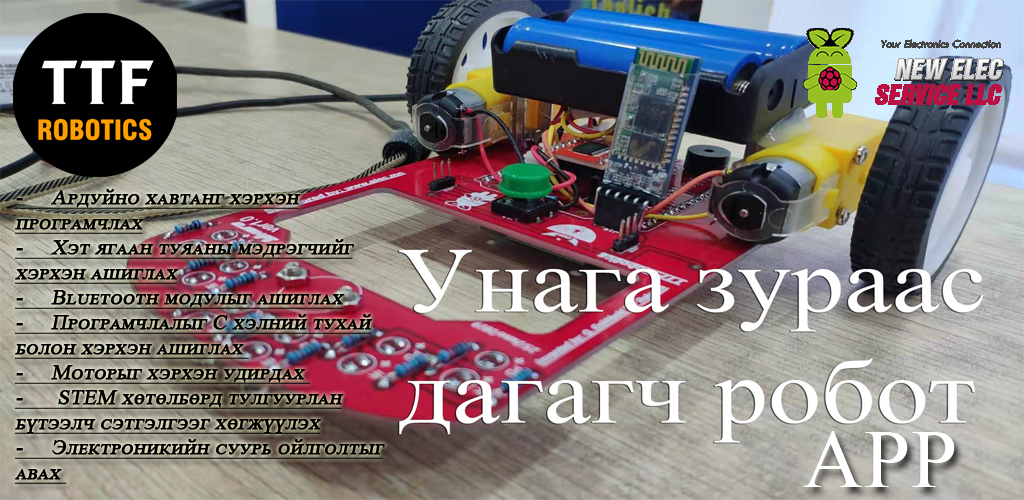 TTF
ROBOTICS
Your Electronics Connection
NEW ELEC
SERVICE LLC
- Ардуйно хавтанг хэрхэн
програмчлах
- Хэт ягаан туяаны мэдрэгчийг
хэрхэн ашиглах
- Bluetooth модулыг ашиглах
- Програмчлалыг С хэлний тухай
болон хэрхэн ашиглах
- Моторыг хэрхэн удирдах
- STEM хөтөлбөрд тулгуурлан
бүтээлч сэтгэлгээг хөгжүүлэх
- Электроникийн суурь ойлголтыг
авах
Унага зураас
дагагч робот
APP